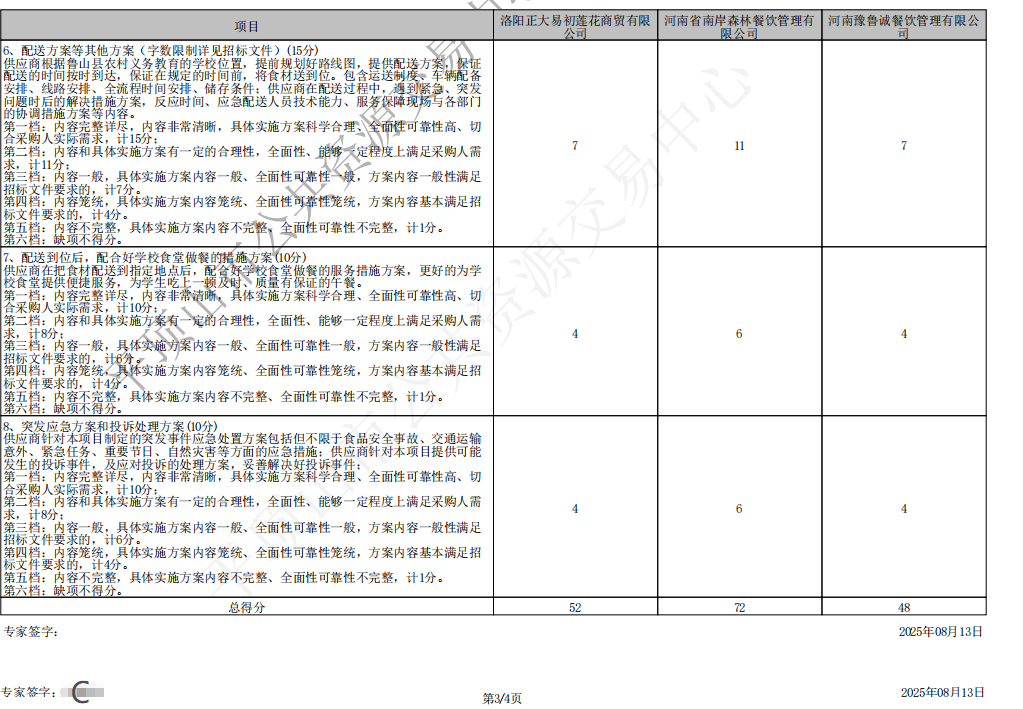 项目
洛阳正大易初莲花商贸有限
公司
河南省南岸森林餐饮管理有
限公司
河南豫鲁诚餐饮管理有限公
司
6、配送方案等其他方案（字数限制详见招标文件）(15分)
供应商根据鲁山县农村义务教育的学校位置，提前规划好路线图，提供配送方案，保证
配送的时间按时到达，保证在规定的时间前，将食材送到位。包含运送制度、车辆配备
安排、线路安排、全流程时间安排、储存条件；供应商在配送过程中，遇到紧急、突发
问题时后的解决措施方案，反应时间、应急配送人员技术能力、服务保障现场与各部门
的协调措施方案等内容。
第一档：内容完整详尽，内容非常清晰，具体实施方案科学合理、全面性可靠性高、切
合采购人实际需求，计15分；
第二档：内容和具体实施方案有一定的合理性，全面性、能够一定程度上满足采购人需
求，计11分；
第三档：内容一般，具体实施方案内容一般、全面性可靠性一般，方案内容一般性满足
招标文件要求的，计7分。
第四档：内容笼统，具体实施方案内容笼统、全面性可靠性笼统，方案内容基本满足招
标文件要求的，计4分。
第五档：内容不完整，具体实施方案内容不完整、全面性可靠性不完整，计1分。
第六档：缺项不得分。
7
11
7
7、配送到位后，配合好学校食堂做餐的措施方案(10分)
供应商在把食材配送到指定地点后，配合好学校食堂做餐的服务措施方案，更好的为学
校食堂提供便捷服务，为学生吃上一顿及时、质量有保证的午餐。
第一档：内容完整详尽，内容非常清晰，具体实施方案科学合理、全面性可靠性高、切
合采购人实际需求，计10分；
第二档：内容和具体实施方案有一定的合理性，全面性、能够一定程度上满足采购人需
求，计8分；
第三档：内容一般，具体实施方案内容一般、全面性可靠性一般，方案内容一般性满足
招标文件要求的，计6分。
第四档：内容笼统，具体实施方案内容笼统、全面性可靠性笼统，方案内容基本满足招
标文件要求的，计4分。
第五档：内容不完整，具体实施方案内容不完整、全面性可靠性不完整，计1分。
第六档：缺项不得分。
4
6
4
8、突发应急方案和投诉处理方案(10分)
供应商针对本项目制定的突发事件应急处置方案包括但不限于食品安全事故、交通运输
意外、紧急任务、重要节日、自然灾害等方面的应急措施；供应商针对本项目提供可能
发生的投诉事件，及应对投诉的处理方案，妥善解决好投诉事件；
第一档：内容完整详尽，内容非常清晰，具体实施方案科学合理、全面性可靠性高、切
合采购人实际需求，计10分；
第二档：内容和具体实施方案有一定的合理性，全面性、能够一定程度上满足采购人需
求，计8分；
第三档：内容一般，具体实施方案内容一般、全面性可靠性一般，方案内容一般性满足
招标文件要求的，计6分。
第四档：内容笼统，具体实施方案内容笼统、全面性可靠性笼统，方案内容基本满足招
标文件要求的，计4分。
第五档：内容不完整，具体实施方案内容不完整、全面性可靠性不完整，计1分。
第六档：缺项不得分。
4
6
4
总得分
52
72
48
专家签字：
2025年08月13日
专家签字：
C
第3/4页
2025年08月13日
平顶山市公共资源交易
平顶山市公共资源交易中心